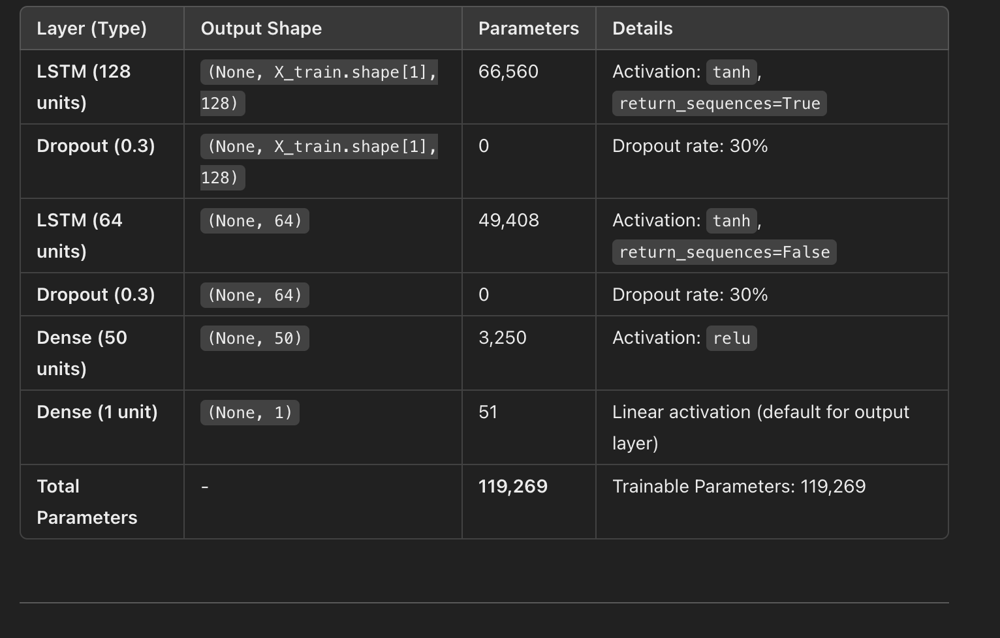 Layer (Type) Output Shape Parameters Details
LSTM (128 (None, X_train.shape[1], 66,560 Activation: tanh,
units) 128) return_sequences=True
Dropout (0.3) (None, X_train.shape[1], 0 Dropout rate: 30%
128)
LSTM (64 (None, 64) 49,408 Activation: tanh,
units) return_sequences=False
Dropout (0.3) (None, 64) 0 Dropout rate: 30%
Dense (50 (None, 50) 3,250 Activation: relu
units)
Dense (1 unit) (None, 1) 51 Linear activation (default for output
layer)
Total - 119,269 Trainable Parameters: 119,269
Parameters